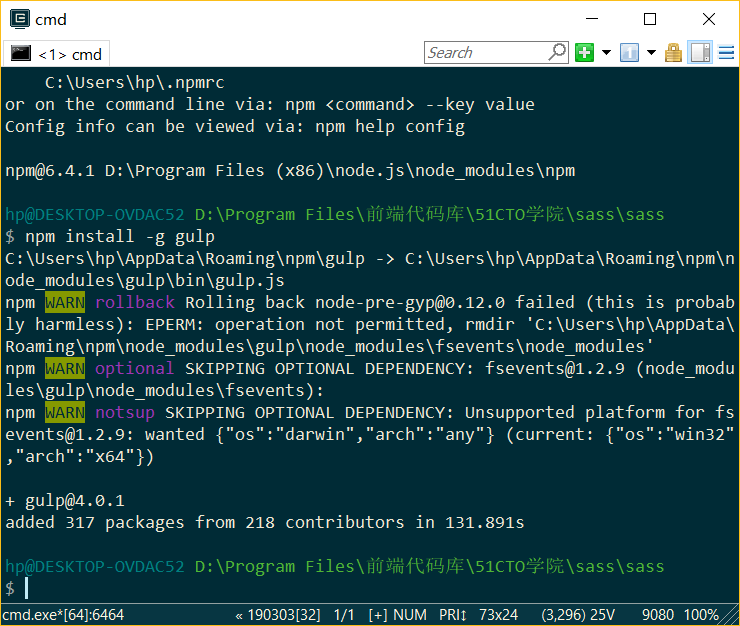 cmd
<1> cmd
Search
C:\Users\hp\.npmrc
or on the command line via: npm <command> --key value
Config info can be viewed via: npm help config
npm@6.4.1 D:\Program Files (x86)\node.js\node_modules\npm
hp@DESKTOP-OVDAC52 D:\Program Files\前端代码库\51CTO学院\sass\sass
$ npm install -g gulp
C:\Users\hp\AppData\Roaming\npm\gulp -> C:\Users\hp\AppData\Roaming\npm\n
ode_modules\gulp\bin\gulp.js
npm WARN rollback Rolling back node-pre-gyp@0.12.0 failed (this is probab
ly harmless): EPERM: operation not permitted, rmdir 'C:\Users\hp\AppData\
Roaming\npm\node_modules\gulp\node_modules\fsevents\node_modules'
npm WARN optional SKIPPING OPTIONAL DEPENDENCY: fsevents@1.2.9 (node_modu
les\gulp\node_modules\fsevents):
npm WARN notsup SKIPPING OPTIONAL DEPENDENCY: Unsupported platform for fs
events@1.2.9: wanted {"os":"darwin","arch":"any"} (current: {"os":"win32"
,"arch":"x64"})
+ gulp@4.0.1
added 317 packages from 218 contributors in 131.891s
hp@DESKTOP-OVDAC52 D:\Program Files\前端代码库\51CTO学院\sass\sass
$
cmd.exe*[64]:6464 « 190303[32] 1/1 [+] NUM PRI↕ 73x24 (3,296) 25V 9080 100%